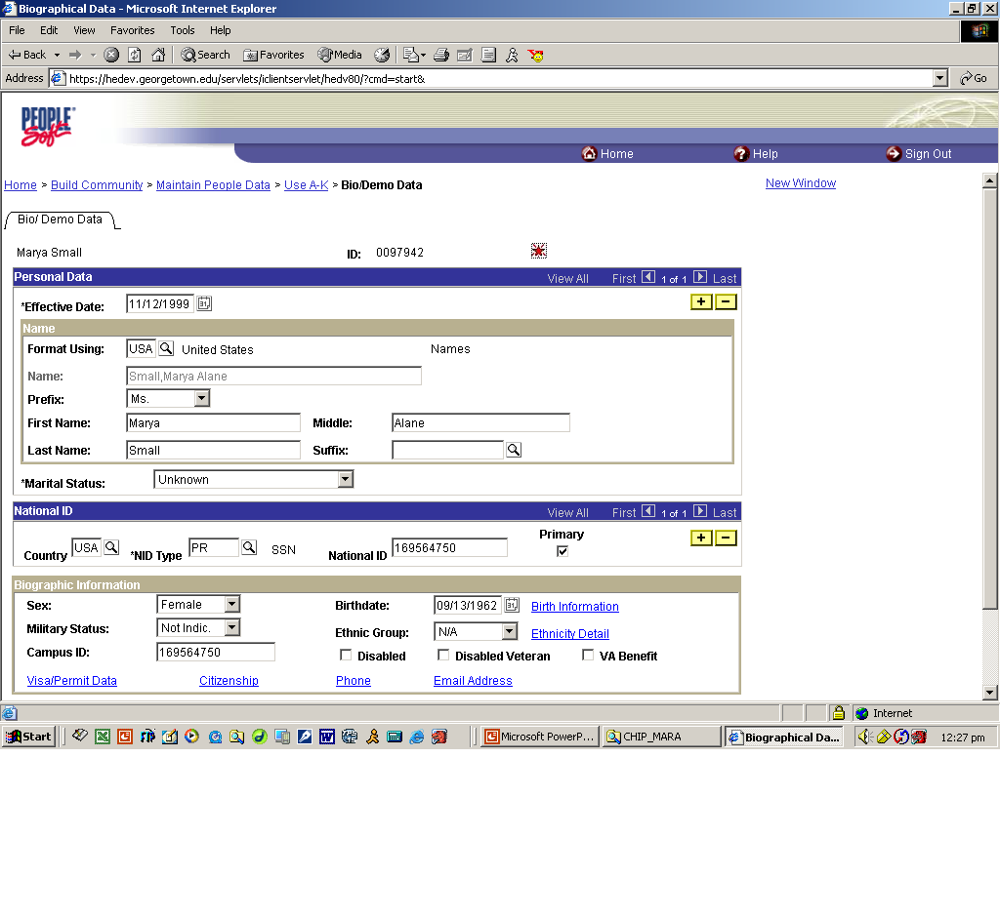 Biographical Data - Microsoft Internet Explorer
File Edit View Favorites Tools Help
Back Search Favorites Media
Address https://hedev.georgetown.edu/servlets/iclientservlet/hedv80/?cmd=start& Go
PEOPLE Soft
Home Help Sign Out
Home > Build Community > Maintain People Data > Use A-K > Bio/Demo Data New Window
Bio/ Demo Data
Marya Small ID: 0097942
Personal Data View All First 1 of 1 Last
*Effective Date: 11/12/1999 31 + -
Name
Format Using: USA United States Names
Name: Small,Marya Alane
Prefix: Ms.
First Name: Marya Middle: Alane
Last Name: Small Suffix:
*Marital Status: Unknown
National ID View All First 1 of 1 Last
Country USA *NID Type PR SSN National ID 169564750 Primary + -
Biographic Information
Sex: Female Birthdate: 09/13/1962 31 Birth Information
Military Status: Not Indic. Ethnic Group: N/A Ethnicity Detail
Campus ID: 169564750 Disabled Disabled Veteran VA Benefit
Visa/Permit Data Citizenship Phone Email Address
Internet
Start Microsoft PowerP... CHIP_MARA Biographical Da... 12:27 pm